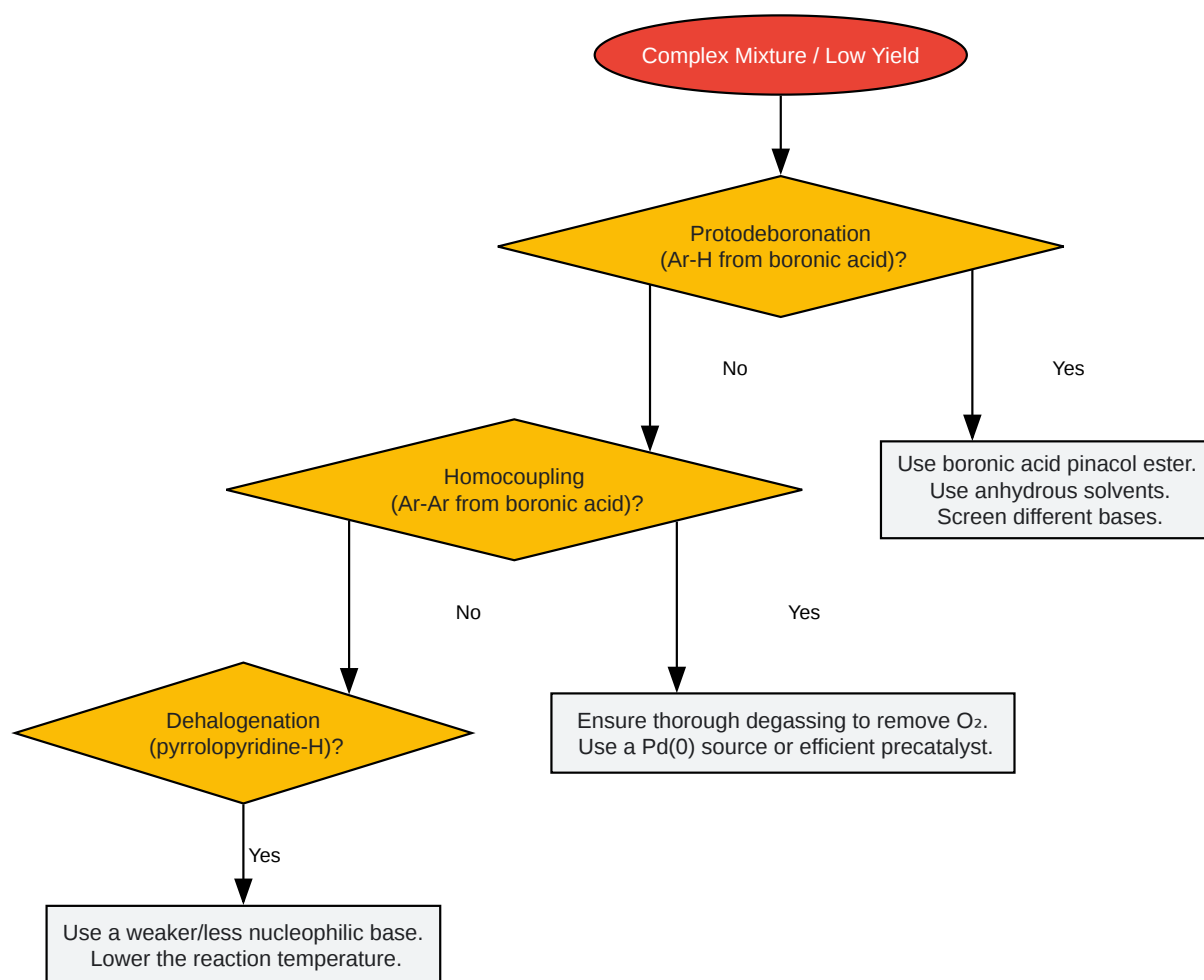 Complex Mixture / Low Yield
Protodeboronation
(Ar-H from boronic acid)?
No
Yes
Homocoupling
(Ar-Ar from boronic acid)?
Use boronic acid pinacol ester.
Use anhydrous solvents.
Screen different bases.
No
Yes
Dehalogenation
(pyrrolopyridine-H)?
Ensure thorough degassing to remove O₂.
Use a Pd(0) source or efficient precatalyst.
Yes
Use a weaker/less nucleophilic base.
Lower the reaction temperature.